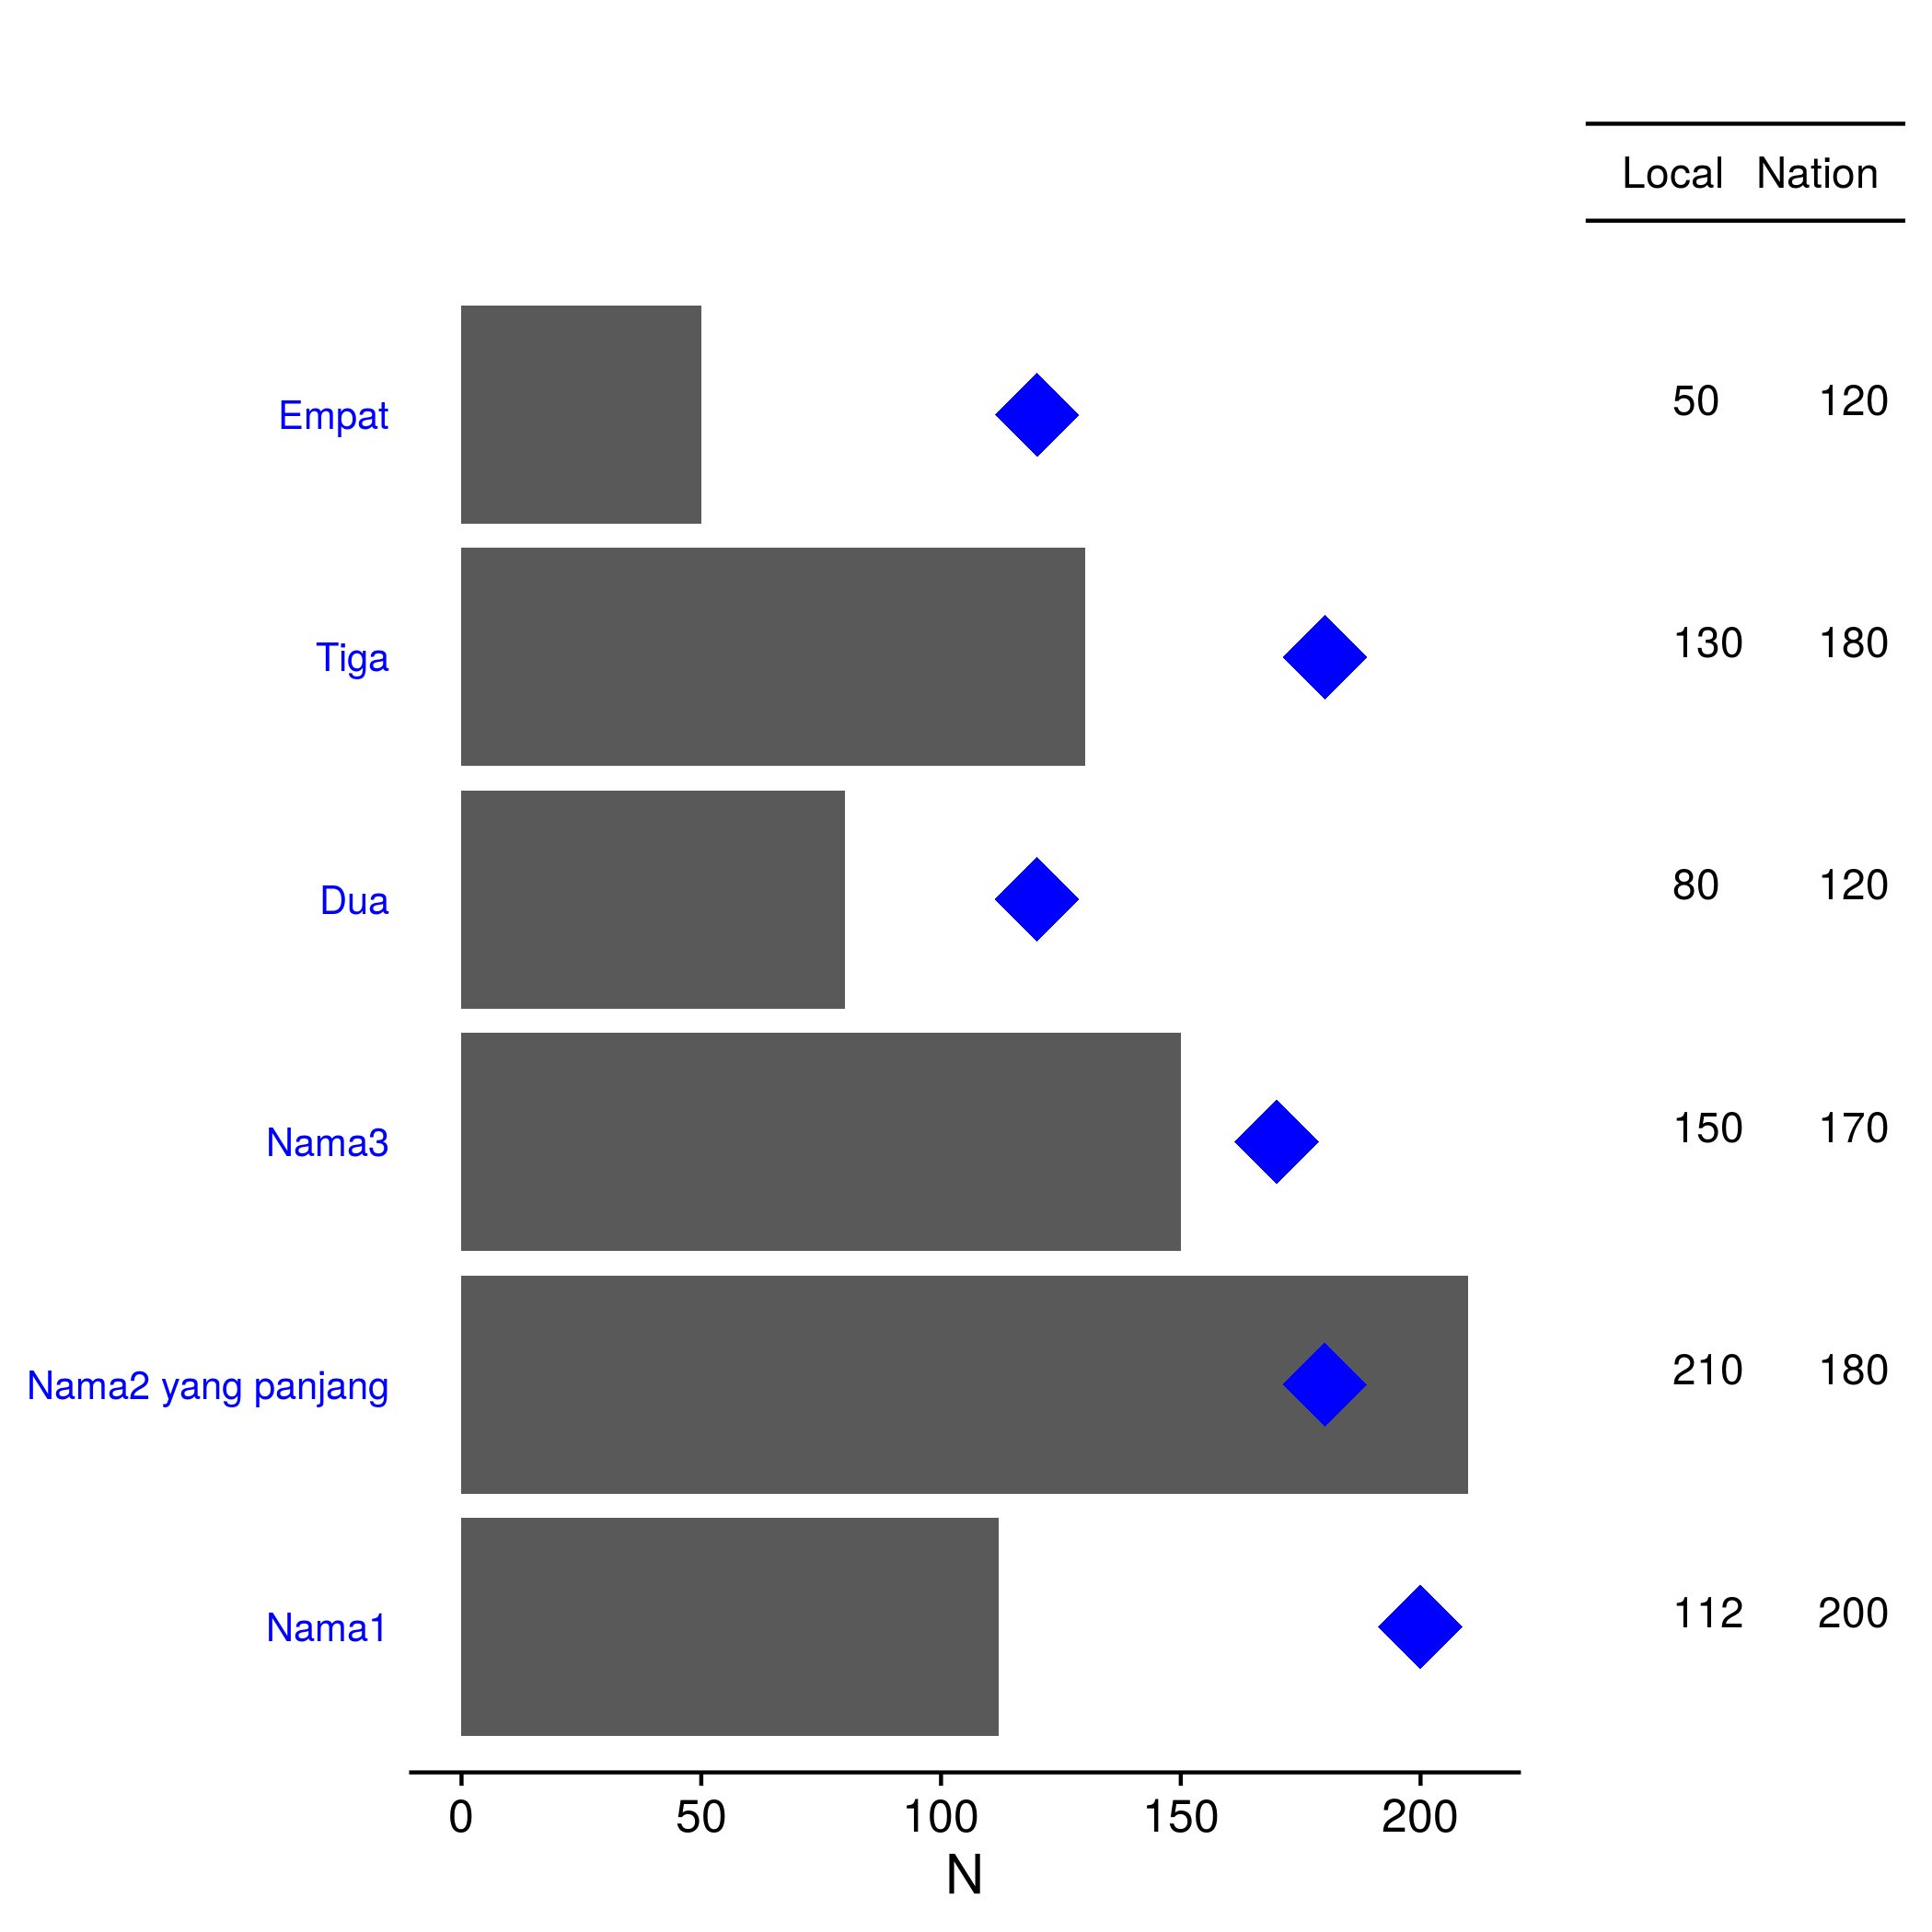 Local Nation
Empat 50 120
Tiga 130 180
Dua 80 120
Nama3 150 170
Nama2 yang panjang 210 180
Nama1 112 200
0 50 100 150 200
N